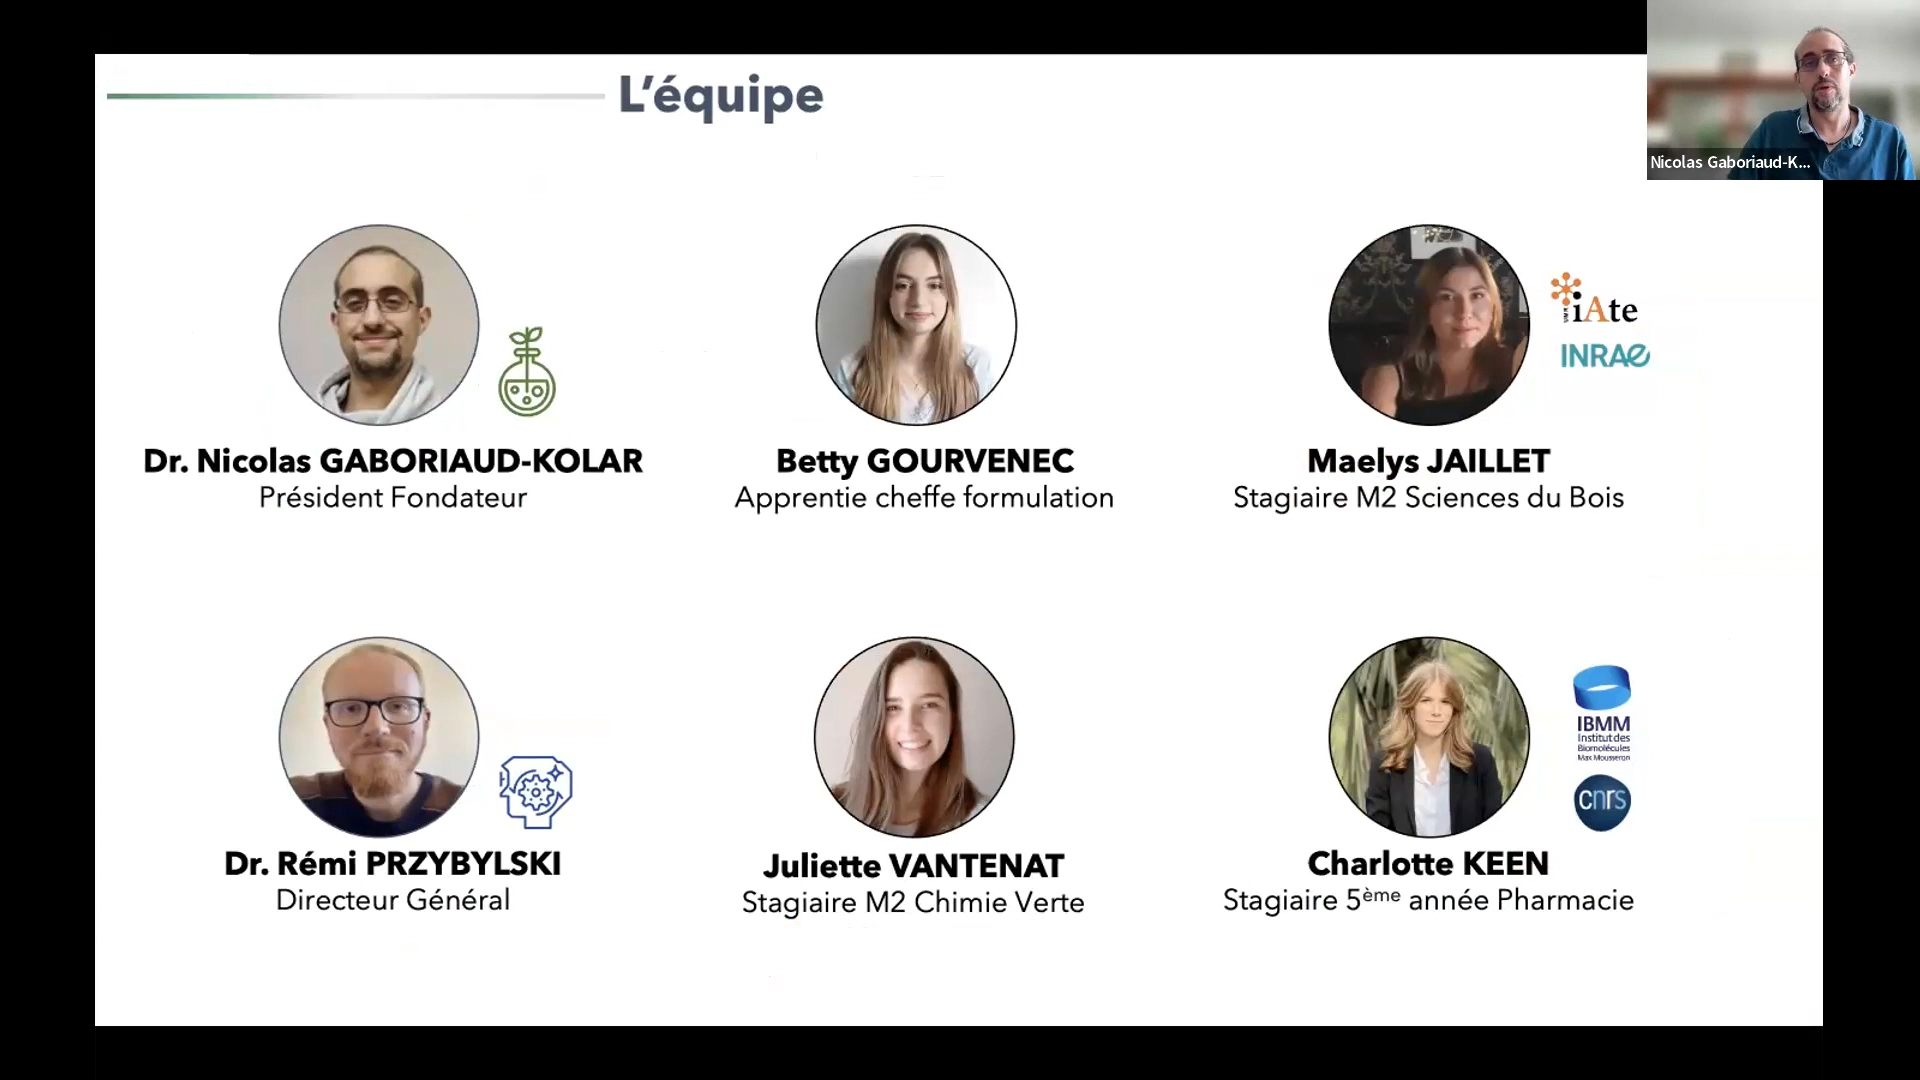 L'équipe
Nicolas Gaboriaud-K...
Dr. Nicolas GABORIAUD-KOLAR
Président Fondateur
Betty GOURVENEC
Apprentie cheffe formulation
UMR iAte
INRAE
Maelys JAILLET
Stagiaire M2 Sciences du Bois
Dr. Rémi PRZYBYLSKI
Directeur Général
Juliette VANTENAT
Stagiaire M2 Chimie Verte
IBMM
Institut des
Biomolécules
Max Mousseron
cnrs
Charlotte KEEN
Stagiaire 5ème année Pharmacie